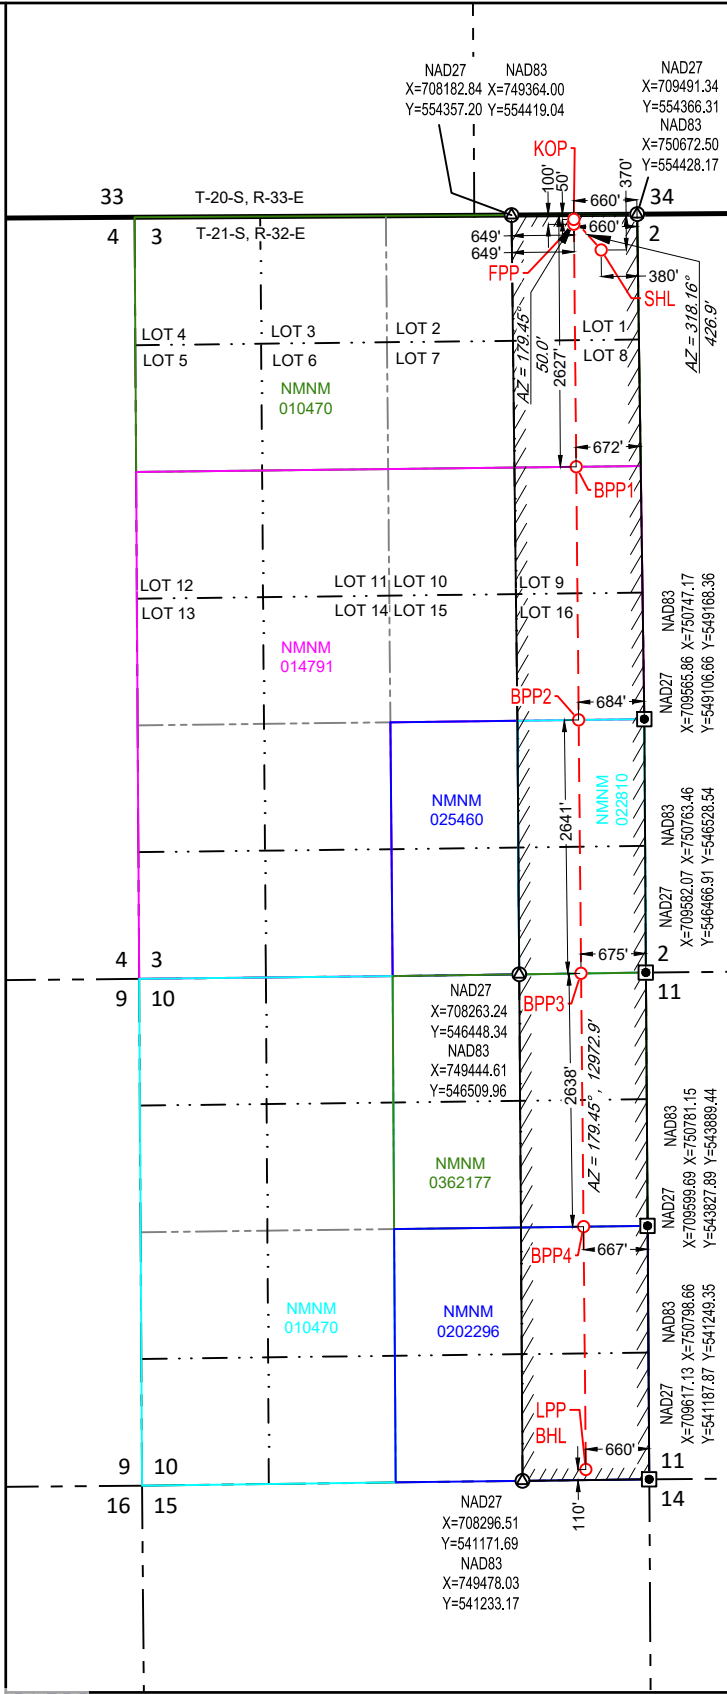 NAD27
X=708182.84
Y=554357.20
NAD83
X=749364.00
Y=554419.04
NAD27
X=709491.34
Y=554366.31
NAD83
X=750672.50
Y=554428.17
KOP
100'
50'
660'
370'
33
T-20-S, R-33-E
34
4
3
T-21-S, R-32-E
649'
660'
2
649'
FPP
380'
SHL
AZ = 179.45°
50.0'
2627'
AZ = 318.16°
426.9'
LOT 4
LOT 3
LOT 2
LOT 1
LOT 5
LOT 6
LOT 7
LOT 8
NMNM
010470
672'
BPP1
LOT 12
LOT 11
LOT 10
LOT 9
LOT 13
LOT 14
LOT 15
LOT 16
NMNM
014791
NAD83
X=750747.17
Y=549168.36
NAD27
X=709565.86
Y=549106.66
BPP2
684'
NMNM
025460
2641'
NMNM
022810
NAD83
X=750763.46
Y=546528.54
NAD27
X=709582.07
Y=546466.91
675'
4
3
2
9
10
11
BPP3
NAD27
X=708263.24
Y=546448.34
NAD83
X=749444.61
Y=546509.96
2638'
AZ = 179.45°, 12972.9'
NMNM
0362177
NAD83
X=750781.15
Y=543889.44
NAD27
X=709599.69
Y=543827.89
BPP4
667'
NMNM
010470
NMNM
0202296
NAD83
X=750798.66
Y=541249.35
NAD27
X=709617.13
Y=541187.87
LPP
BHL
660'
9
10
11
16
15
14
110'
NAD27
X=708296.51
Y=541171.69
NAD83
X=749478.03
Y=541233.17